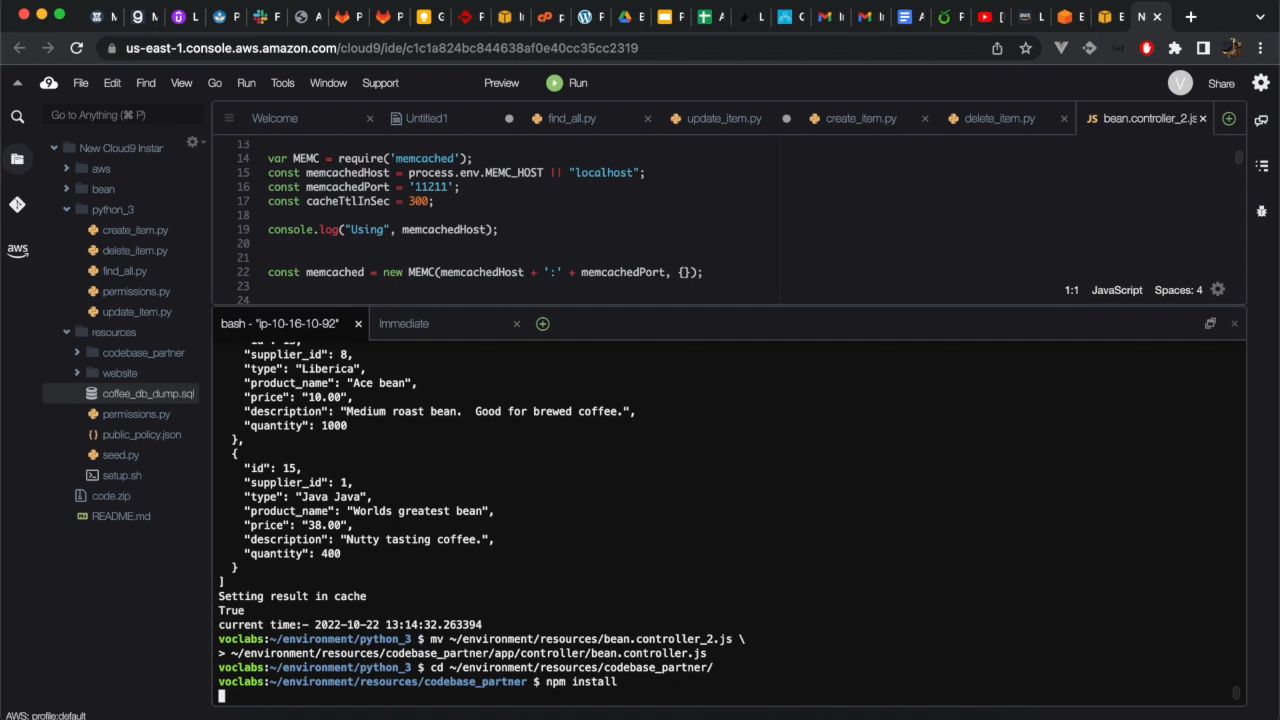 us-east-1.console.aws.amazon.com/cloud9/ide/c1c1a824bc844638af0e40cc35cc2319
9 File Edit Find View Go Run Tools Window Support Preview Run V Share
Go to Anything (⌘ P)
Welcome Untitled1 find_all.py update_item.py create_item.py delete_item.py JS bean.controller_2.js
New Cloud9 Instar
aws
bean
python_3
create_item.py
delete_item.py
find_all.py
permissions.py
update_item.py
resources
codebase_partner
website
coffee_db_dump.sql
permissions.py
public_policy.json
seed.py
setup.sh
code.zip
README.md
aws
13
14 var MEMC = require('memcached');
15 const memcachedHost = process.env.MEMC_HOST || "localhost";
16 const memcachedPort = '11211';
17 const cacheTtlInSec = 300;
18
19 console.log("Using", memcachedHost);
20
21
22 const memcached = new MEMC(memcachedHost + ':' + memcachedPort, {});
23
24
1:1 JavaScript Spaces: 4
bash - "ip-10-16-10-92" Immediate
"supplier_id": 8,
"type": "Liberica",
"product_name": "Ace bean",
"price": "10.00",
"description": "Medium roast bean.  Good for brewed coffee.",
"quantity": 1000
},
{
"id": 15,
"supplier_id": 1,
"type": "Java Java",
"product_name": "Worlds greatest bean",
"price": "38.00",
"description": "Nutty tasting coffee.",
"quantity": 400
}
]
Setting result in cache
True
current time:- 2022-10-22 13:14:32.263394
voclabs:~/environment/python_3 $ mv ~/environment/resources/bean.controller_2.js \
> ~/environment/resources/codebase_partner/app/controller/bean.controller.js
voclabs:~/environment/python_3 $ cd ~/environment/resources/codebase_partner/
voclabs:~/environment/resources/codebase_partner $ npm install
AWS: profile:default